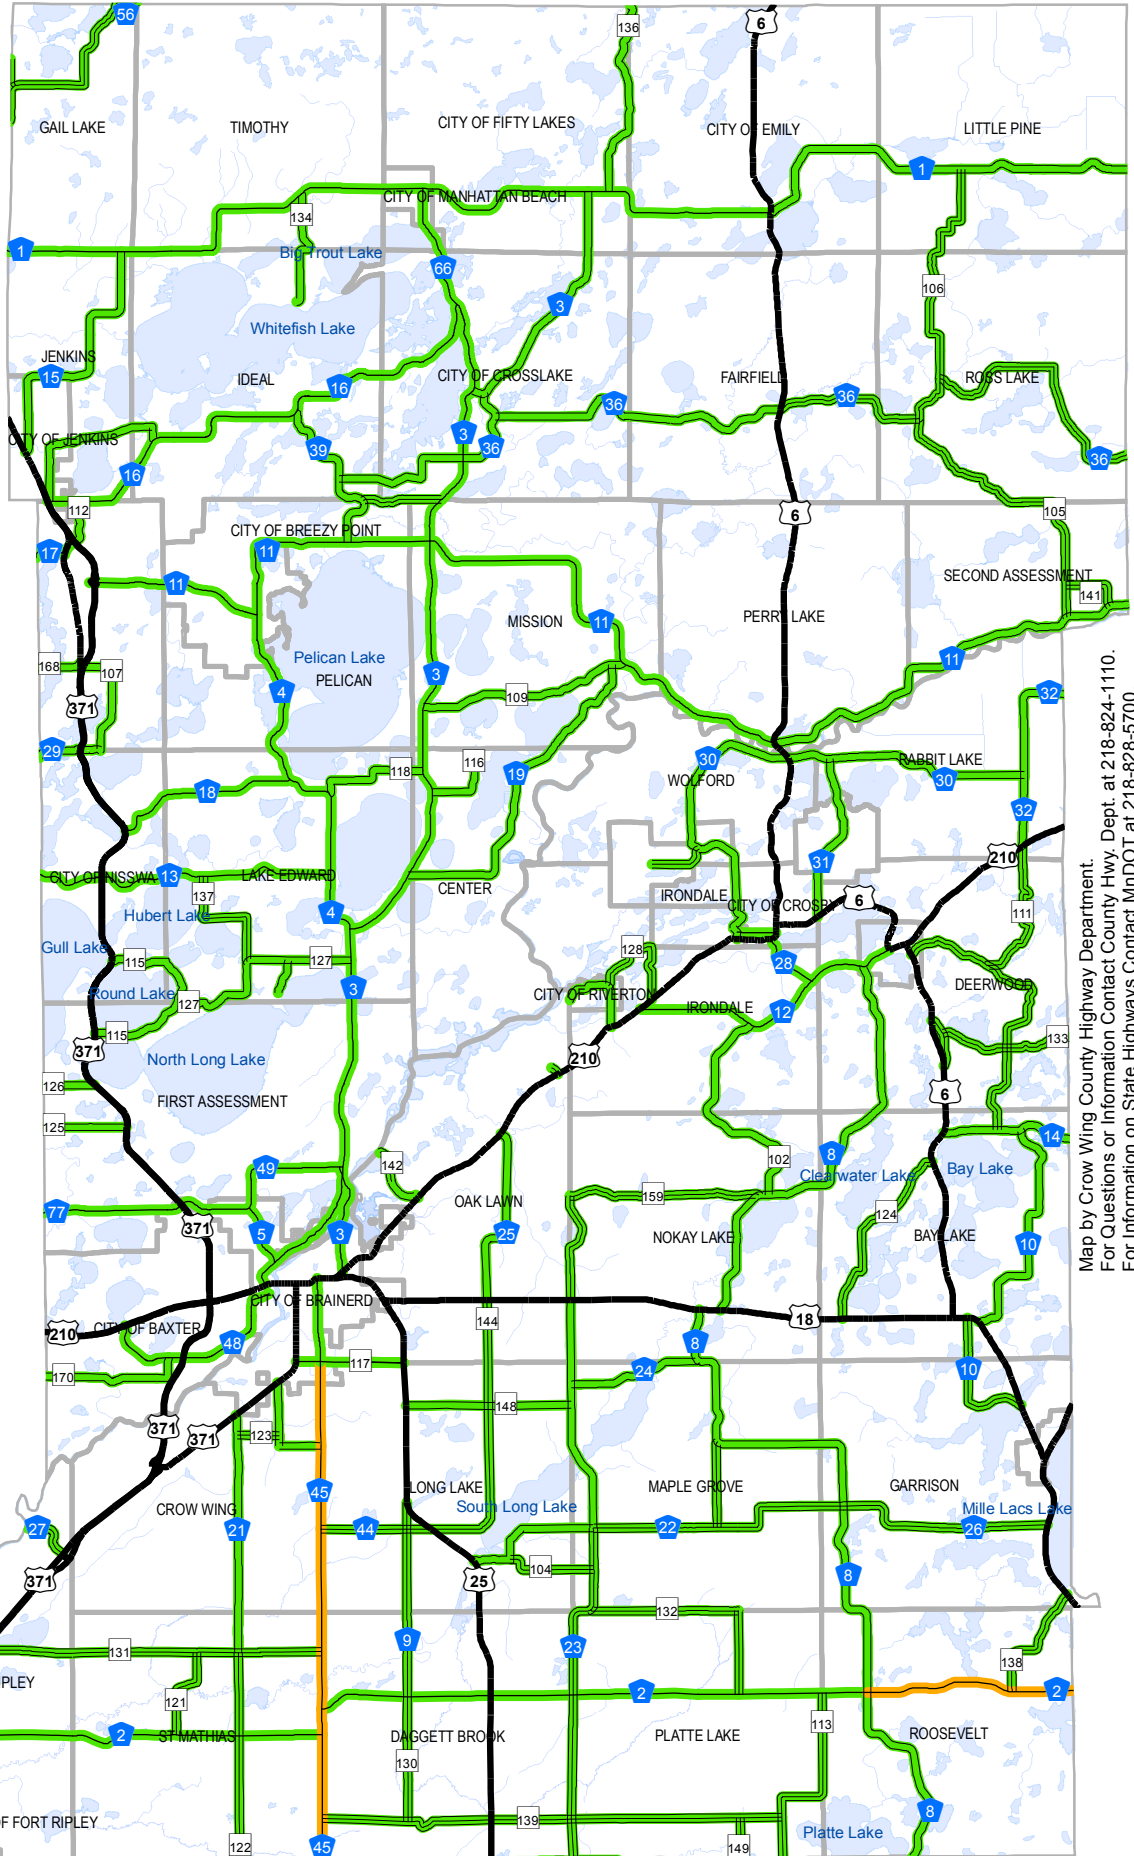 56
136
6
GAIL LAKE
TIMOTHY
CITY OF FIFTY LAKES
CITY OF EMILY
LITTLE PINE
1
CITY OF MANHATTAN BEACH
134
1
Big Trout Lake
66
106
3
Whitefish Lake
JENKINS
15
IDEAL
16
CITY OF CROSSLAKE
FAIRFIELD
ROSS LAKE
36
36
CITY OF JENKINS
39
3
36
36
16
112
105
6
CITY OF BREEZY POINT
17
11
11
SECOND ASSESSMENT
141
MISSION
11
PERRY LAKE
Pelican Lake
11
168
107
PELICAN
3
4
109
32
371
29
118
116
19
30
WOLFORD
RABBIT LAKE
30
18
32
210
31
CITY OF NISSWA
13
LAKE EDWARD
CENTER
137
IRONDALE
CITY OF CROSBY
6
Hubert Lake
4
111
Gull Lake
115
127
128
28
3
DEERWOOD
Round Lake
127
CITY OF RIVERTON
IRONDALE
12
115
371
North Long Lake
210
133
126
FIRST ASSESSMENT
6
125
14
49
142
102
8
Clearwater Lake
Bay Lake
77
OAK LAWN
159
124
371
5
3
25
NOKAY LAKE
BAY LAKE
10
CITY OF BRAINERD
210
CITY OF BAXTER
144
18
48
8
117
24
10
170
148
371
371
123
LONG LAKE
MAPLE GROVE
GARRISON
45
CROW WING
South Long Lake
Mille Lacs Lake
27
21
44
22
26
104
8
371
25
132
9
23
131
138
PLEY
2
2
121
113
2
ST MATHIAS
DAGGETT BROOK
PLATTE LAKE
ROOSEVELT
130
8
F FORT RIPLEY
139
Platte Lake
122
45
149
Map by Crow Wing County Highway Department.
For Questions or Information Contact County Hwy. Dept. at 218-824-1110.
For Information on State Highways Contact MnDOT at 218-828-5700